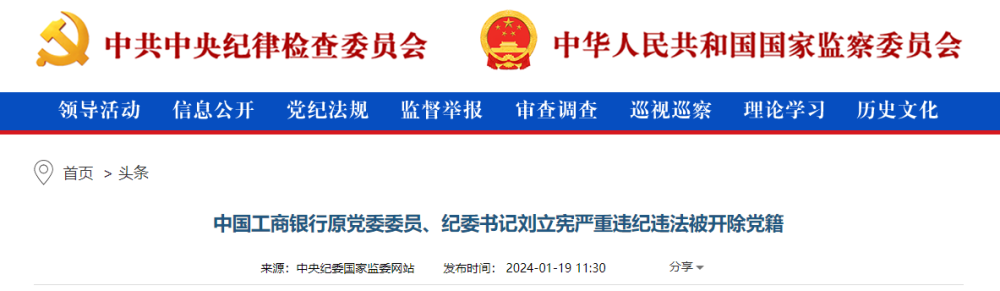 中共中央纪律检查委员会 中华人民共和国国家监察委员会
领导活动 信息公开 党纪法规 监督举报 审查调查 巡视巡察 理论学习 历史文化
首页 > 头条
中国工商银行原党委委员、纪委书记刘立宪严重违纪违法被开除党籍
来源：中央纪委国家监委网站 发布时间： 2024-01-19 11:30 分享